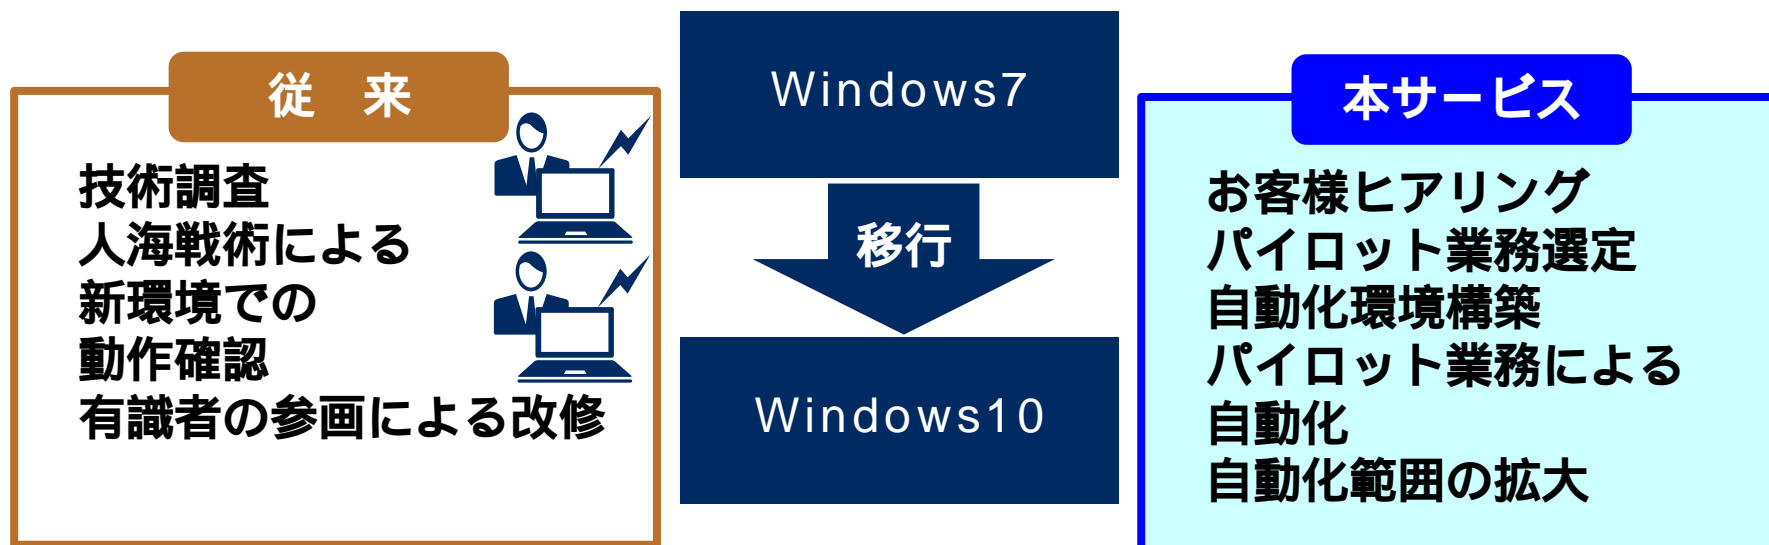 従　来
技術調査
人海戦術による
新環境での
動作確認
有識者の参画による改修
Windows7
移行
Windows10
本サービス
お客様ヒアリング
パイロット業務選定
自動化環境構築
パイロット業務による
自動化
自動化範囲の拡大